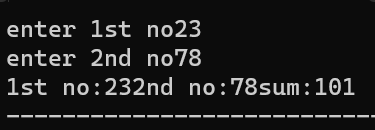 enter 1st no23
enter 2nd no78
1st no:232nd no:78sum:101
---------------------------